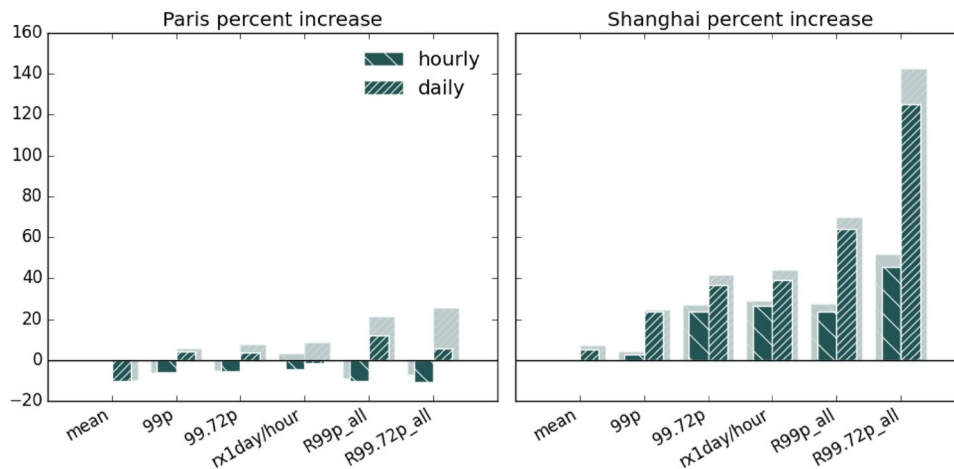 Paris percent increase
Shanghai percent increase
160
140
120
100
80
60
40
20
0
−20
hourly
daily
mean
99p
99.72p
rx1day/hour
R99p_all
R99.72p_all
mean
99p
99.72p
rx1day/hour
R99p_all
R99.72p_all